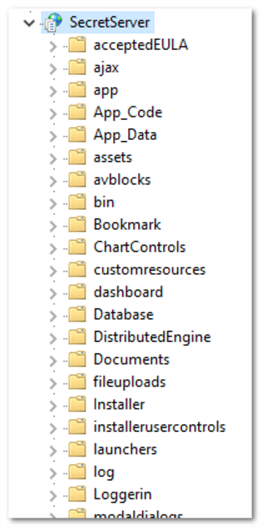 SecretServer
acceptedEULA
ajax
app
App_Code
App_Data
assets
avblocks
bin
Bookmark
ChartControls
customresources
dashboard
Database
DistributedEngine
Documents
fileuploads
Installer
installerusercontrols
launchers
log
Loggerin
modaldialogs